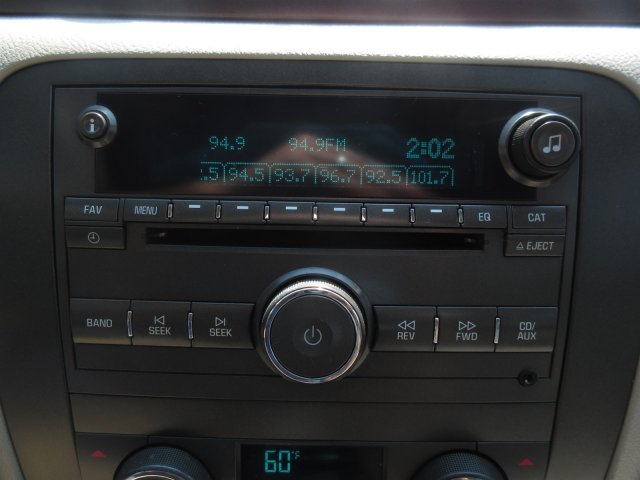 94.9 94.9FM 2:02
.5 94.5 93.7 96.7 92.5 101.7
FAV MENU EQ CAT
EJECT
BAND SEEK SEEK REV FWD CD/
AUX
60°F